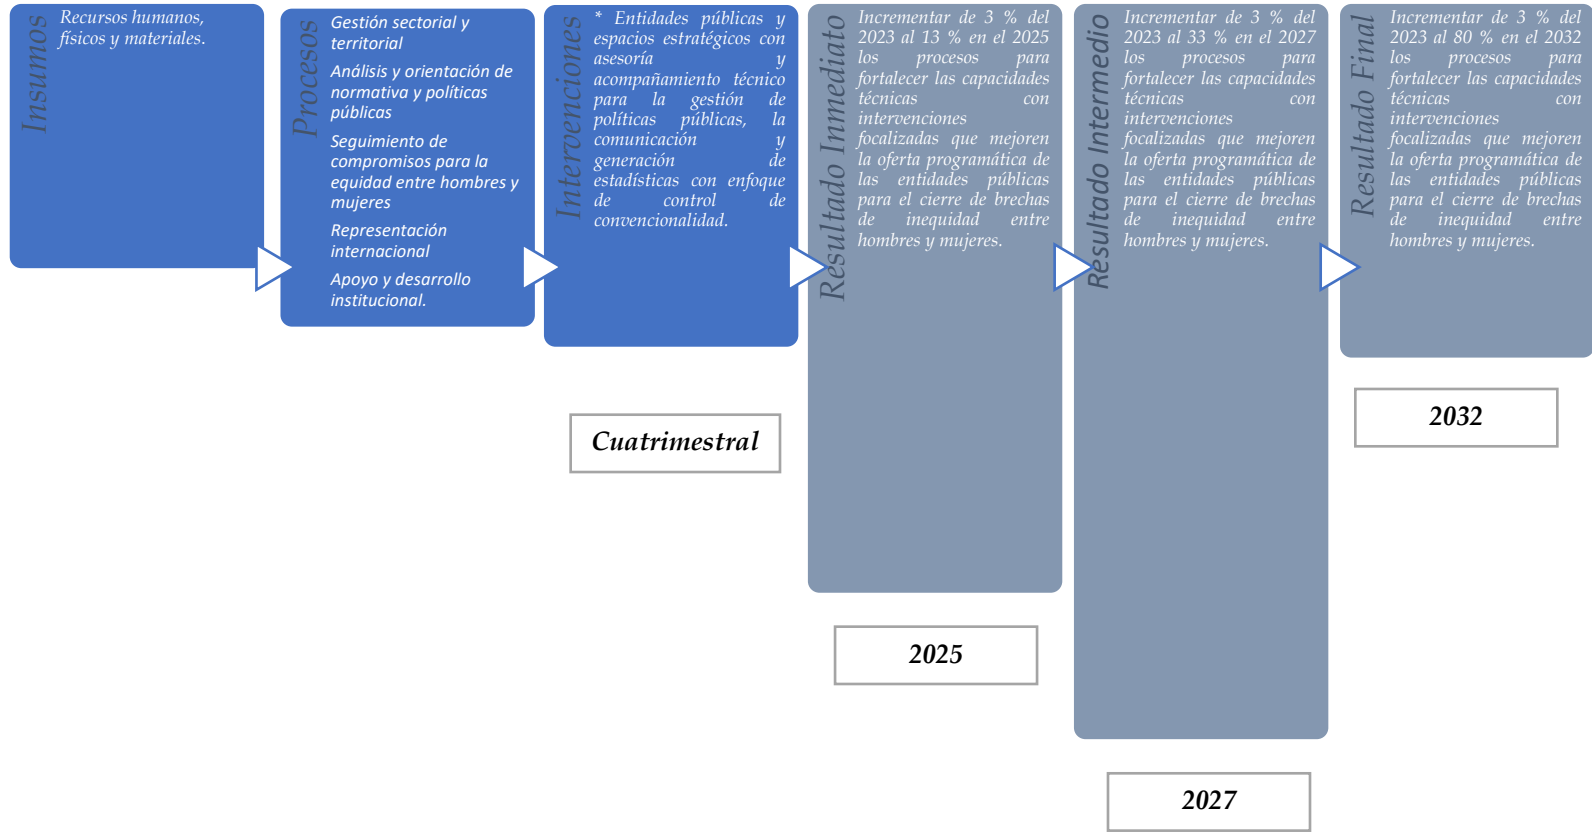 Insumos
Recursos humanos,
físicos y materiales.
Procesos
Gestión sectorial y
territorial
Análisis y orientación de
normativa y políticas
públicas
Seguimiento de
compromisos para la
equidad entre hombres y
mujeres
Representación
internacional
Apoyo y desarrollo
institucional.
Intervenciones
* Entidades públicas y
espacios estratégicos con
asesoría y
acompañamiento técnico
para la gestión de
políticas públicas, la
comunicación y
generación de
estadísticas con enfoque
de control de
convencionalidad.
Cuatrimestral
Resultado Inmediato
Incrementar de 3 % del
2023 al 13 % en el 2025
los procesos para
fortalecer las capacidades
técnicas con
intervenciones
focalizadas que mejoren
la oferta programática de
las entidades públicas
para el cierre de brechas
de inequidad entre
hombres y mujeres.
2025
Resultado Intermedio
Incrementar de 3 % del
2023 al 33 % en el 2027
los procesos para
fortalecer las capacidades
técnicas con
intervenciones
focalizadas que mejoren
la oferta programática de
las entidades públicas
para el cierre de brechas
de inequidad entre
hombres y mujeres.
2027
Resultado Final
Incrementar de 3 % del
2023 al 80 % en el 2032
los procesos para
fortalecer las capacidades
técnicas con
intervenciones
focalizadas que mejoren
la oferta programática de
las entidades públicas
para el cierre de brechas
de inequidad entre
hombres y mujeres.
2032